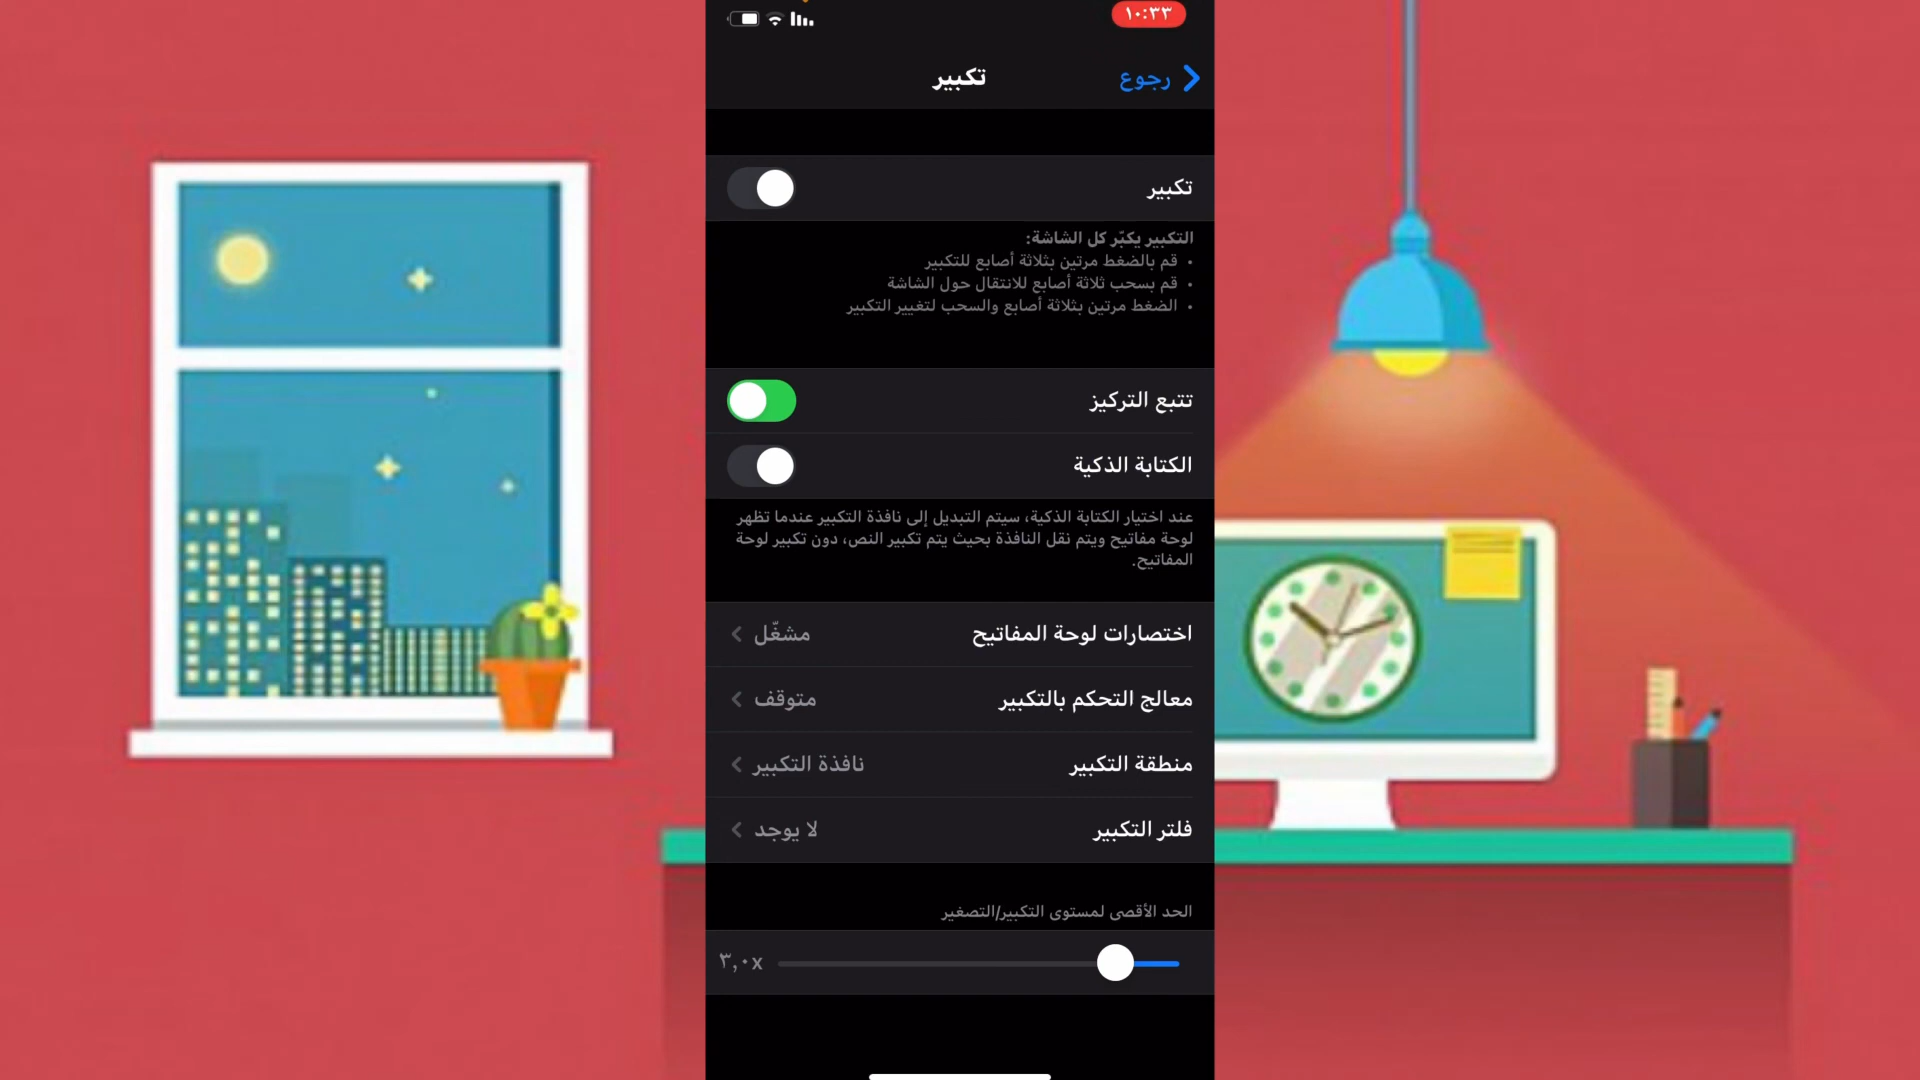 ١٠:٣٣
رجوع
تكبير
تكبير
التكبير يكبّر كل الشاشة:
• قم بالضغط مرتين بثلاثة أصابع للتكبير
• قم بسحب ثلاثة أصابع للانتقال حول الشاشة
• الضغط مرتين بثلاثة أصابع والسحب لتغيير التكبير
تتبع التركيز
الكتابة الذكية
عند اختيار الكتابة الذكية، سيتم التبديل إلى نافذة التكبير عندما تظهر
لوحة مفاتيح ويتم نقل النافذة بحيث يتم تكبير النص، دون تكبير لوحة
المفاتيح.
اختصارات لوحة المفاتيح مشغّل
معالج التحكم بالتكبير متوقف
منطقة التكبير نافذة التكبير
فلتر التكبير لا يوجد
الحد الأقصى لمستوى التكبير/التصغير
٣,٠x